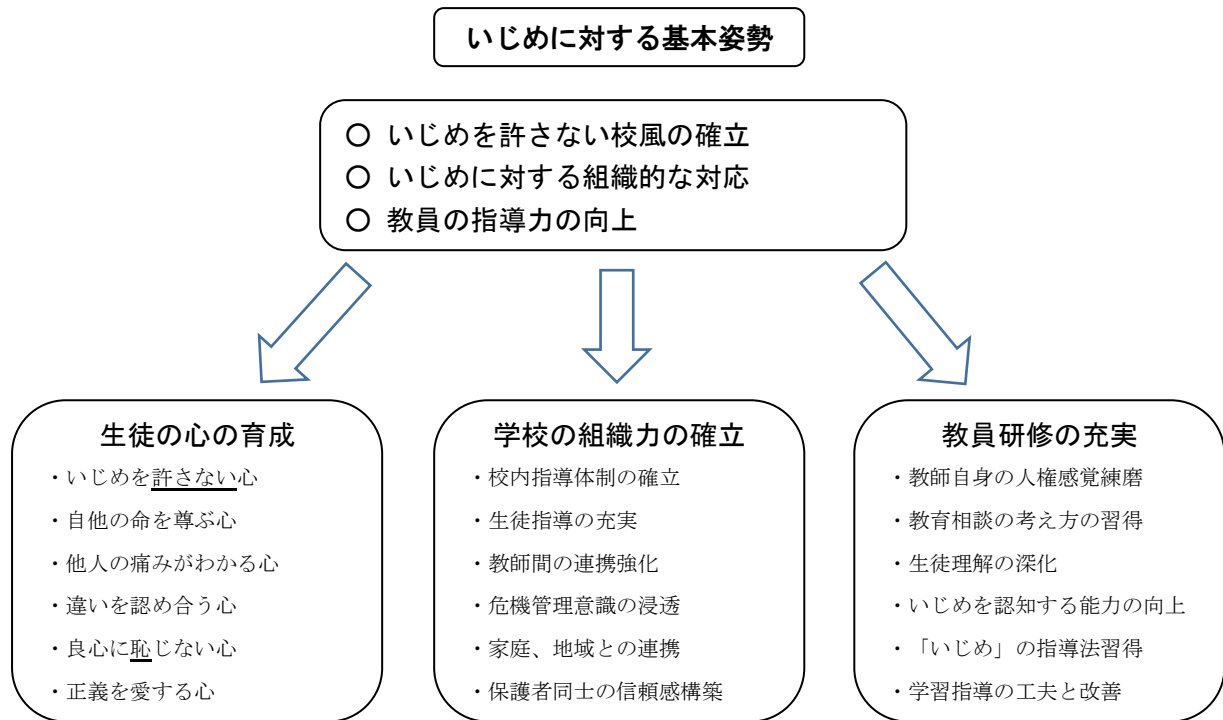 いじめに対する基本姿勢
○ いじめを許さない校風の確立
○ いじめに対する組織的な対応
○ 教員の指導力の向上
生徒の心の育成
・いじめを許さない心
・自他の命を尊ぶ心
・他人の痛みがわかる心
・違いを認め合う心
・良心に恥じない心
・正義を愛する心
学校の組織力の確立
・校内指導体制の確立
・生徒指導の充実
・教師間の連携強化
・危機管理意識の浸透
・家庭、地域との連携
・保護者同士の信頼感構築
教員研修の充実
・教師自身の人権感覚練磨
・教育相談の考え方の習得
・生徒理解の深化
・いじめを認知する能力の向上
・「いじめ」の指導法習得
・学習指導の工夫と改善